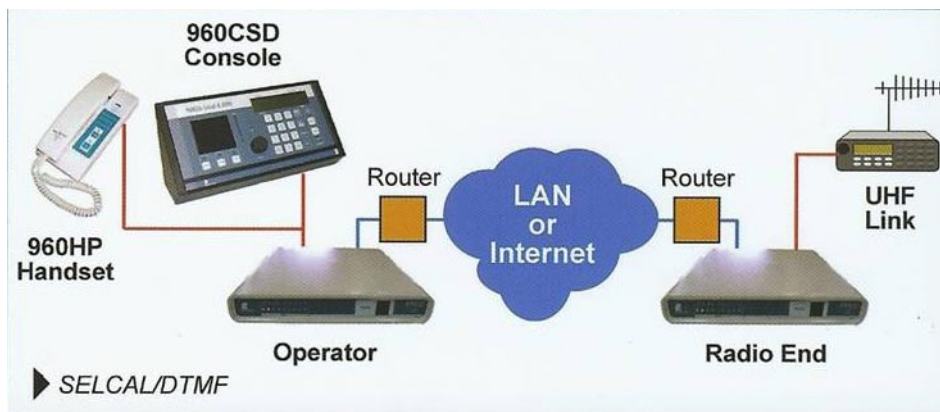 960CSD
Console
Router
LAN
or
Internet
Router
UHF
Link
960HP
Handset
Operator
Radio End
SELCAL/DTMF